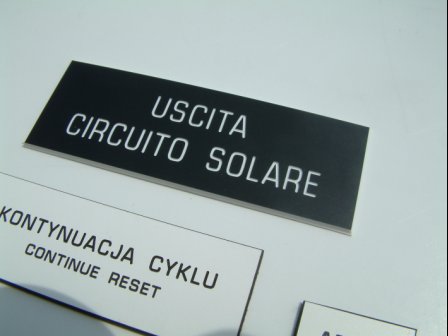 USCITA
CIRCUITO SOLARE
KONTYNUACJA CYKLU
CONTINUE RESET